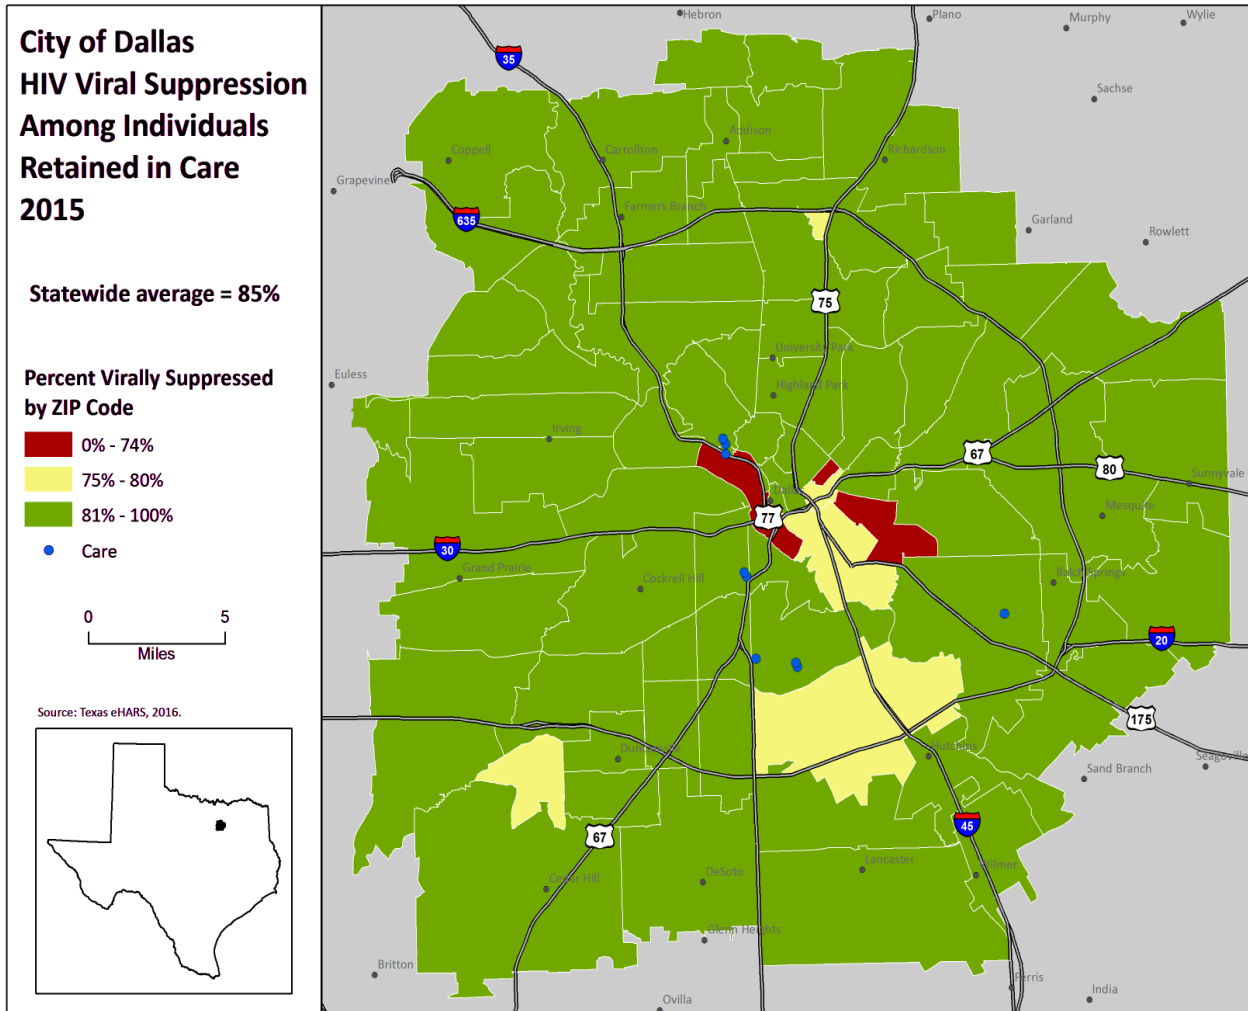 City of Dallas
HIV Viral Suppression
Among Individuals
Retained in Care
2015
Statewide average = 85%
Percent Virally Suppressed
by ZIP Code
0% - 74%
75% - 80%
81% - 100%
Care
0 5
Miles
Source: Texas eHARS, 2016.
Hebron
Plano
Murphy
Wylie
35
Sachse
Addison
Coppell
Carrollton
Richardson
Grapevine
635
Farmers Branch
Garland
Rowlett
75
University Park
Euless
Highland Park
Irving
67
80
Sunnyvale
Dallas
77
Mesquite
30
Grand Prairie
Cockrell Hill
Balch Springs
20
175
Duncanville
Hutchins
Seagoville
Sand Branch
67
45
Lancaster
Wilmer
Cedar Hill
DeSoto
Glenn Heights
Britton
Ferris
Ovilla
India